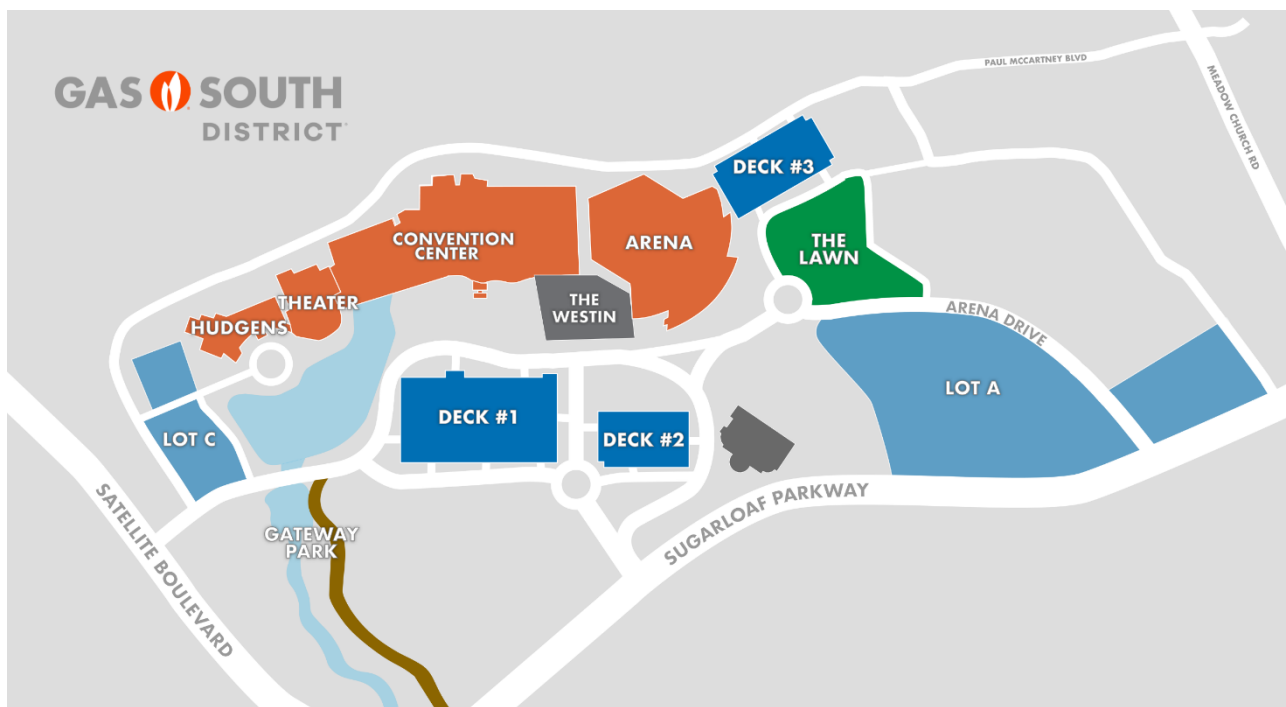 GAS SOUTH
DISTRICT
PAUL MCCARTNEY BLVD
MEADOW CHURCH RD
DECK #3
CONVENTION
CENTER
ARENA
THE
LAWN
THEATER
THE
WESTIN
HUDGENS
ARENA DRIVE
LOT A
DECK #1
DECK #2
LOT C
SATELLITE BOULEVARD
SUGARLOAF PARKWAY
GATEWAY
PARK